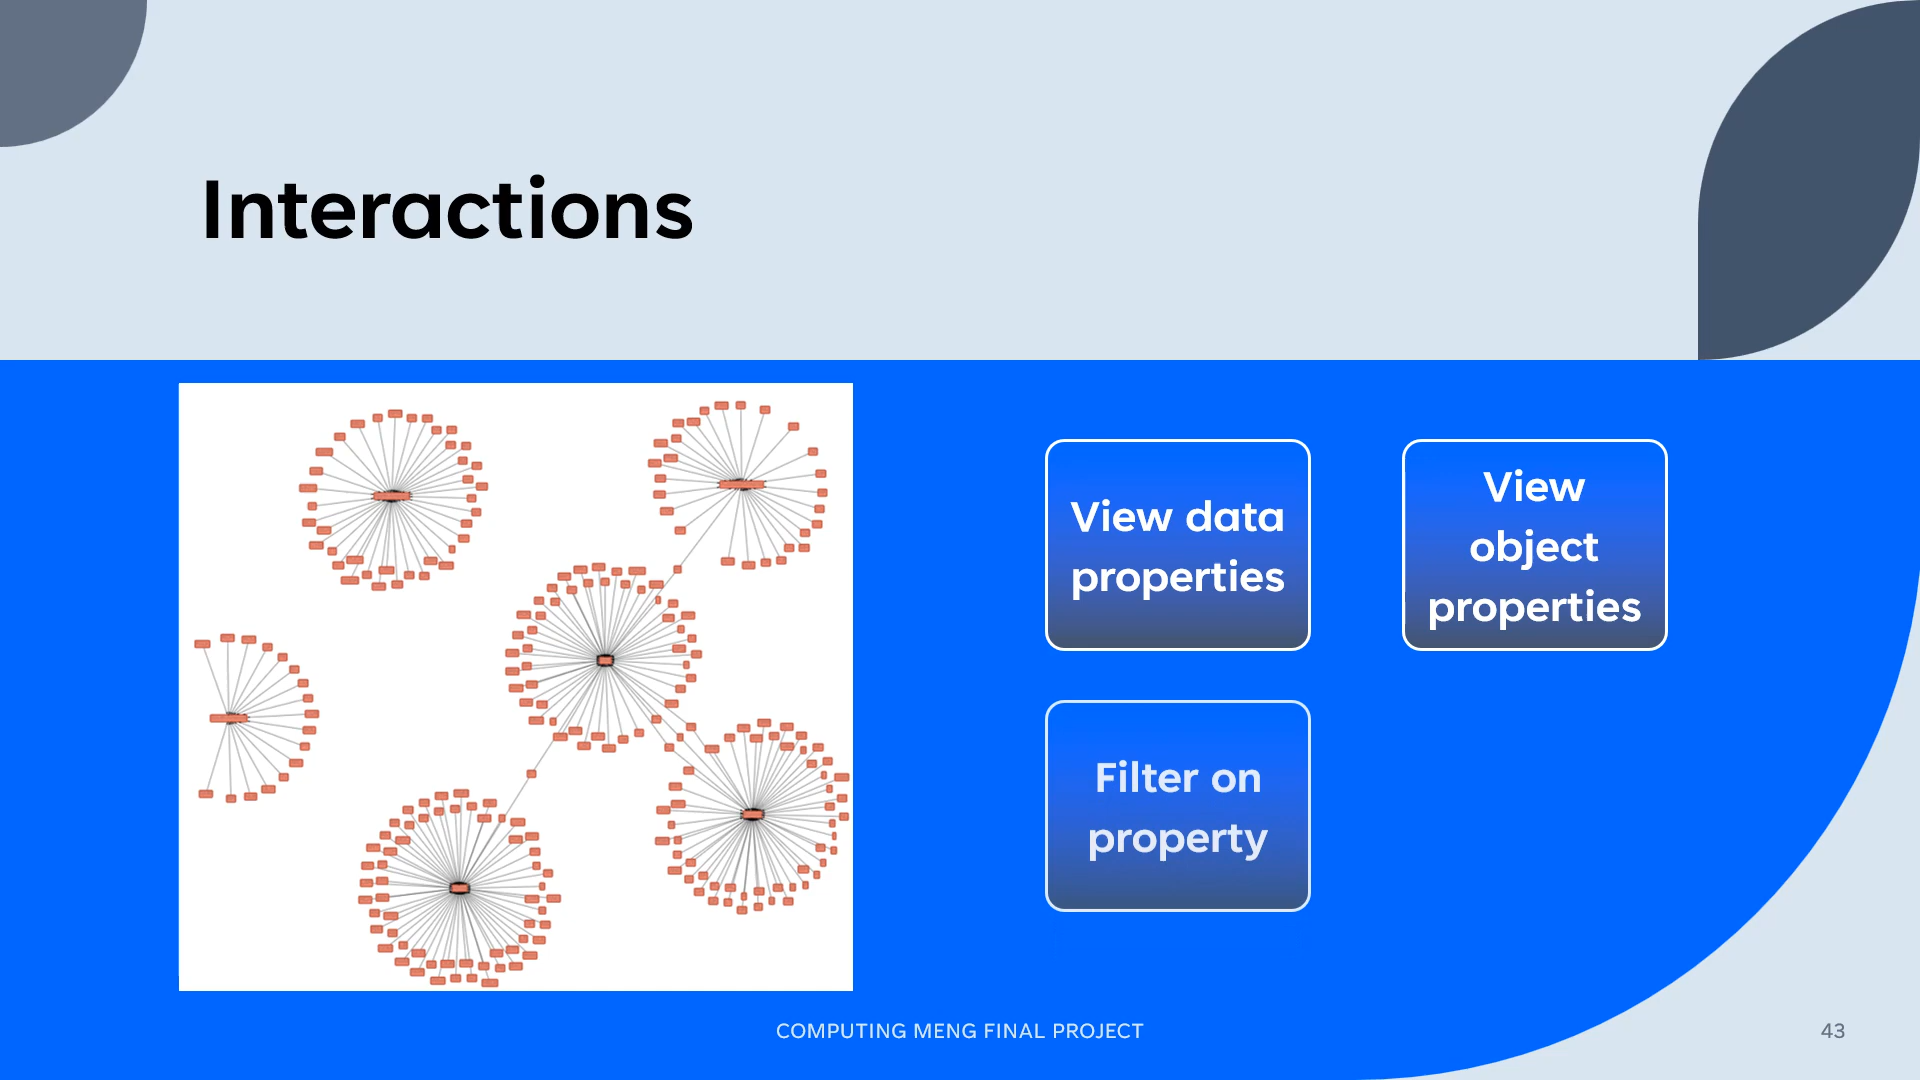 Interactions
View data
properties
View
object
properties
Filter on
property
COMPUTING MENG FINAL PROJECT
43